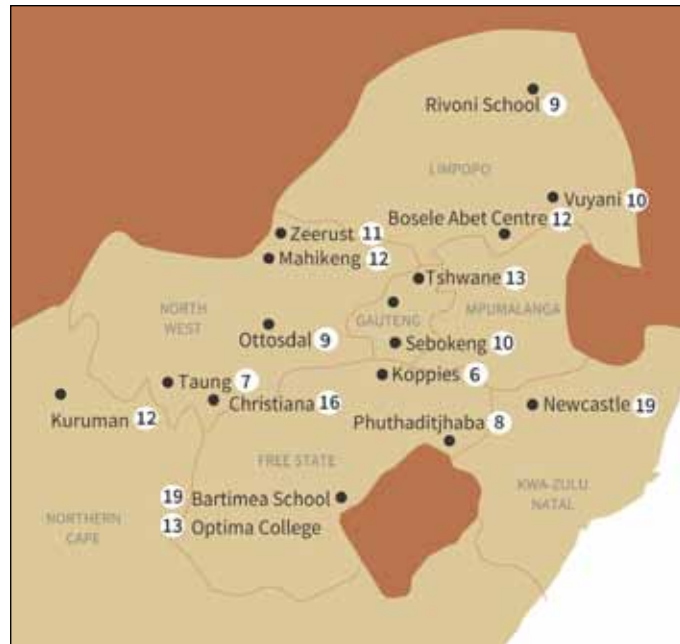 Rivoni School 9
LIMPOPO
Vuyani 10
Bosele Abet Centre 12
Zeerust 11
Mahikeng 12
Tshwane 13
NORTH
WEST
GAUTENG
MPUMALANGA
Ottosdal 9
Sebokeng 10
Taung 7
Koppies 6
Kuruman 12
Christiana 16
Newcastle 19
Phuthaditjhaba 8
FREE STATE
KWA-ZULU
NATAL
19 Bartimea School
13 Optima College
NORTHERN
CAPE